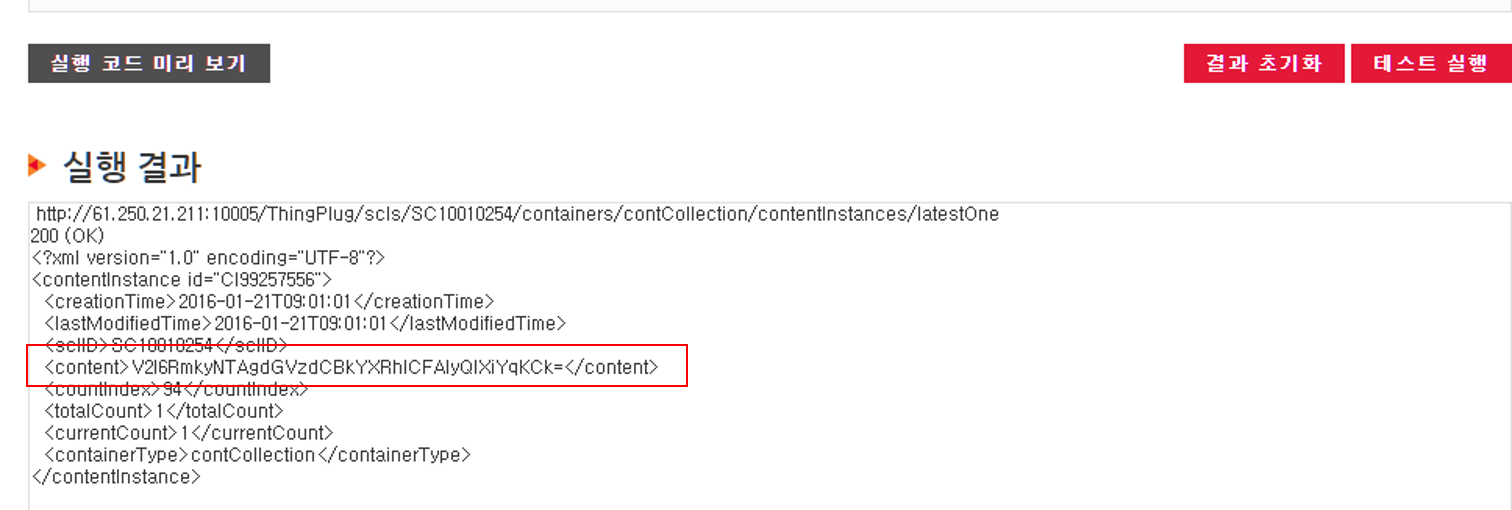 실행 코드 미리 보기
결과 초기화
테스트 실행
실행 결과
http://61.250.21.211:10005/ThingPlug/scls/SC10010254/containers/contCollection/contentInstances/latestOne
200 (OK)
<?xml version="1.0" encoding="UTF-8"?>
<contentInstance id="CI99257556">
<creationTime>2016-01-21T09:01:01</creationTime>
<lastModifiedTime>2016-01-21T09:01:01</lastModifiedTime>
<sclID>SC10010254</sclID>
<content>V2l6RmkyNTAgdGVzdCBkYXRhICFAIyQlXiYqKCk=</content>
<countIndex>94</countIndex>
<totalCount>1</totalCount>
<currentCount>1</currentCount>
<containerType>contCollection</containerType>
</contentInstance>